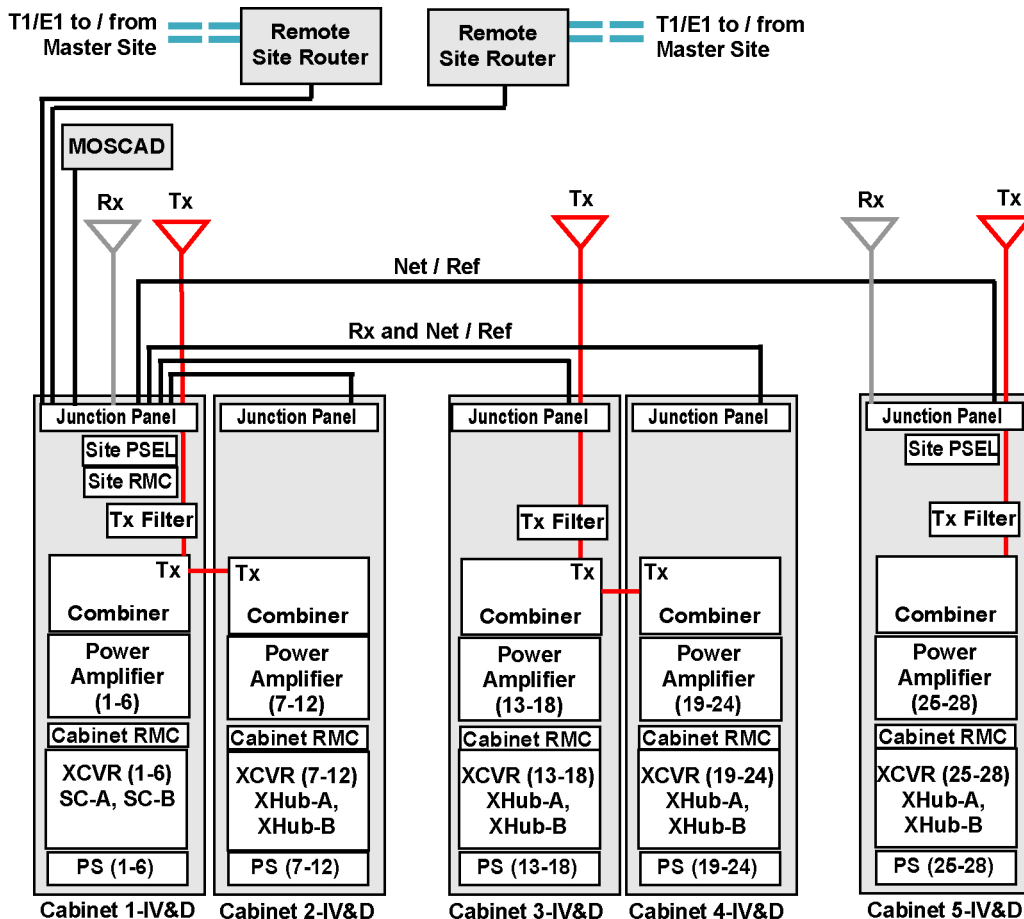 T1/E1 to / from
Master Site
Remote
Site Router
Remote
Site Router
T1/E1 to / from
Master Site
MOSCAD
Rx
Tx
Tx
Rx
Tx
Net / Ref
Rx and Net / Ref
Junction Panel
Junction Panel
Junction Panel
Junction Panel
Junction Panel
Site PSEL
Site RMC
Tx Filter
Site PSEL
Tx Filter
Tx Filter
Tx
Combiner
Tx
Combiner
Tx
Combiner
Tx
Combiner
Combiner
Power
Amplifier
(1-6)
Power
Amplifier
(7-12)
Power
Amplifier
(13-18)
Power
Amplifier
(19-24)
Power
Amplifier
(25-28)
Cabinet RMC
Cabinet RMC
Cabinet RMC
Cabinet RMC
Cabinet RMC
XCVR (1-6)
SC-A, SC-B
XCVR (7-12)
XHub-A,
XHub-B
XCVR (13-18)
XHub-A,
XHub-B
XCVR (19-24)
XHub-A,
XHub-B
XCVR (25-28)
XHub-A,
XHub-B
PS (1-6)
PS (7-12)
PS (13-18)
PS (19-24)
PS (25-28)
Cabinet 1-IV&D
Cabinet 2-IV&D
Cabinet 3-IV&D
Cabinet 4-IV&D
Cabinet 5-IV&D